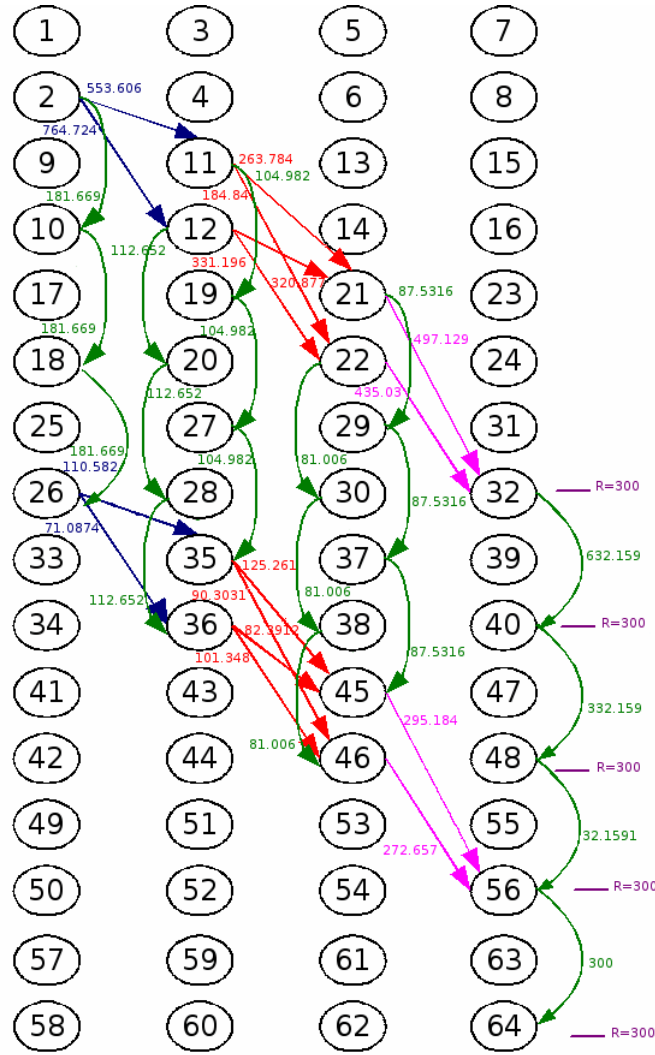 1 3 5 7
553.606
2 4 6 8
764.724
9 11 13 15
263.784
104.982
184.84
181.669
10 12 14 16
112.652
331.196
320.877
87.5316
17 19 21 23
181.669
104.982
497.129
18 20 22 24
112.652
435.03
25 27 29 31
181.669
104.982
81.006
110.582
R=300
26 28 30 32
87.5316
71.0874
632.159
33 35 37 39
125.261
90.3031
81.006
112.652
R=300
34 36 38 40
82.3912
101.348
87.5316
41 43 45 47
332.159
295.184
81.006
42 44 46 48
R=300
49 51 53 55
32.1591
272.657
R=300
50 52 54 56
57 59 61 63
300
58 60 62 64
R=300